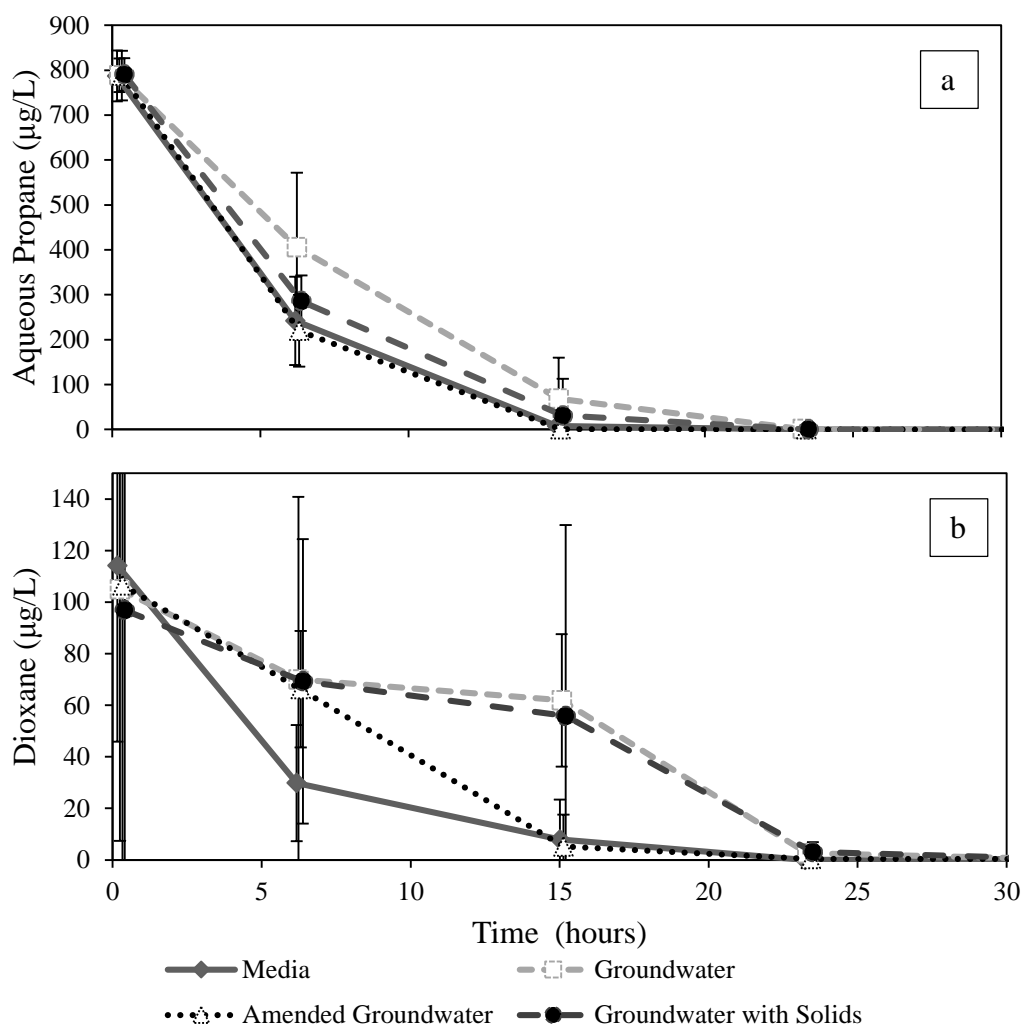 900
800
700
600
500
400
300
200
100
0
Aqueous Propane (µg/L)
a
140
120
100
80
60
40
20
0
Dioxane (µg/L)
b
0 5 10 15 20 25 30
Time (hours)
Media Groundwater
Amended Groundwater Groundwater with Solids